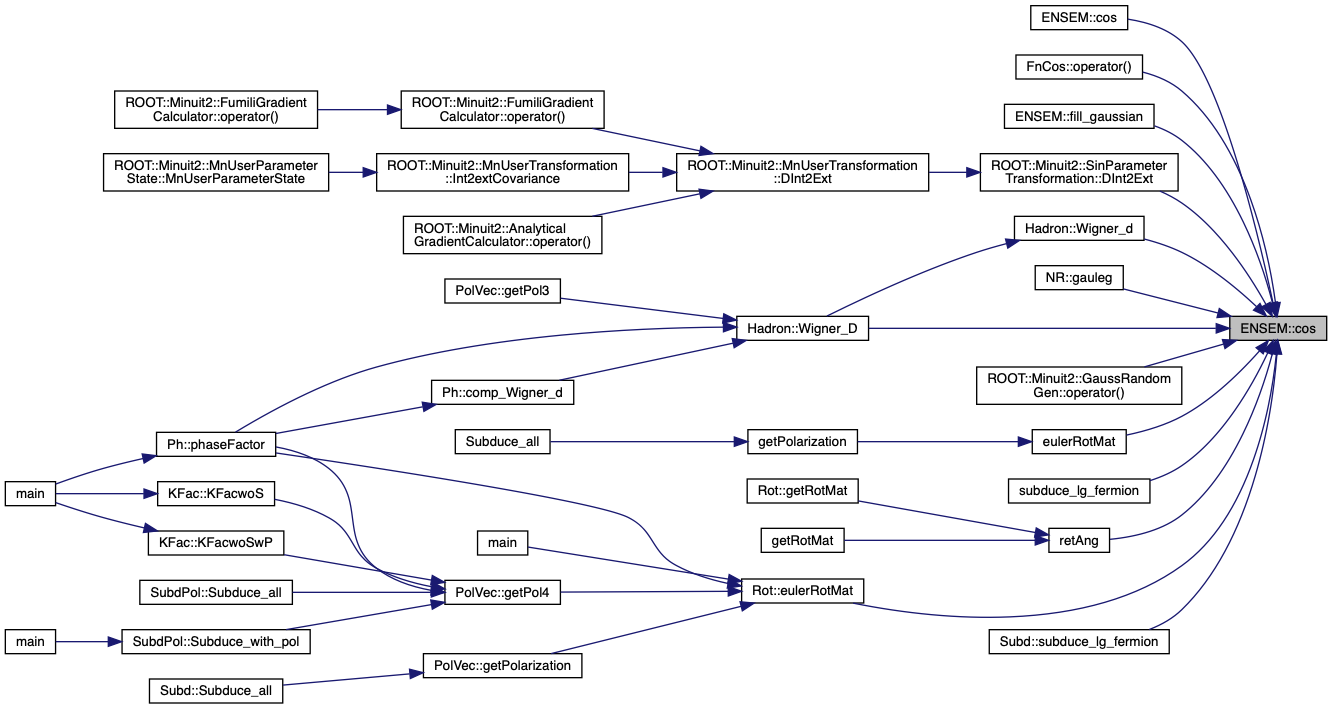 ENSEM::cos
FnCos::operator()
ROOT::Minuit2::FumiliGradient
Calculator::operator()
ROOT::Minuit2::FumiliGradient
Calculator::operator()
ENSEM::fill_gaussian
ROOT::Minuit2::MnUserParameter
State::MnUserParameterState
ROOT::Minuit2::MnUserTransformation
::Int2extCovariance
ROOT::Minuit2::MnUserTransformation
::DInt2Ext
ROOT::Minuit2::SinParameter
Transformation::DInt2Ext
ROOT::Minuit2::Analytical
GradientCalculator::operator()
Hadron::Wigner_d
PolVec::getPol3
NR::gauleg
Hadron::Wigner_D
ENSEM::cos
Ph::comp_Wigner_d
ROOT::Minuit2::GaussRandom
Gen::operator()
Ph::phaseFactor
Subduce_all
getPolarization
eulerRotMat
main
KFac::KFacwoS
Rot::getRotMat
subduce_lg_fermion
KFac::KFacwoSwP
main
getRotMat
retAng
SubdPol::Subduce_all
PolVec::getPol4
Rot::eulerRotMat
main
SubdPol::Subduce_with_pol
Subd::subduce_lg_fermion
PolVec::getPolarization
Subd::Subduce_all